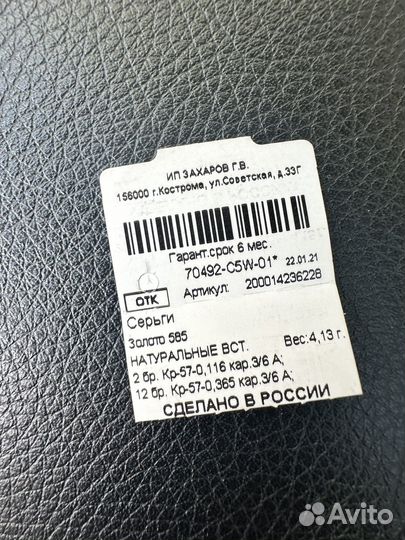 ИП ЗАХАРОВ Г.В.
156000 г.Кострома, ул.Советская, д.33Г
Гарант.срок 6 мес.
70492-С5W-01* 22.01.21
ОТК Артикул: 200014236228
Серьги
Золото 585 Вес:4,13 г.
НАТУРАЛЬНЫЕ ВСТ.
2 бр. Кр-57-0,116 кар.3/6 А;
12 бр. Кр-57-0,365 кар.3/6 А;
СДЕЛАНО В РОССИИ
Avito